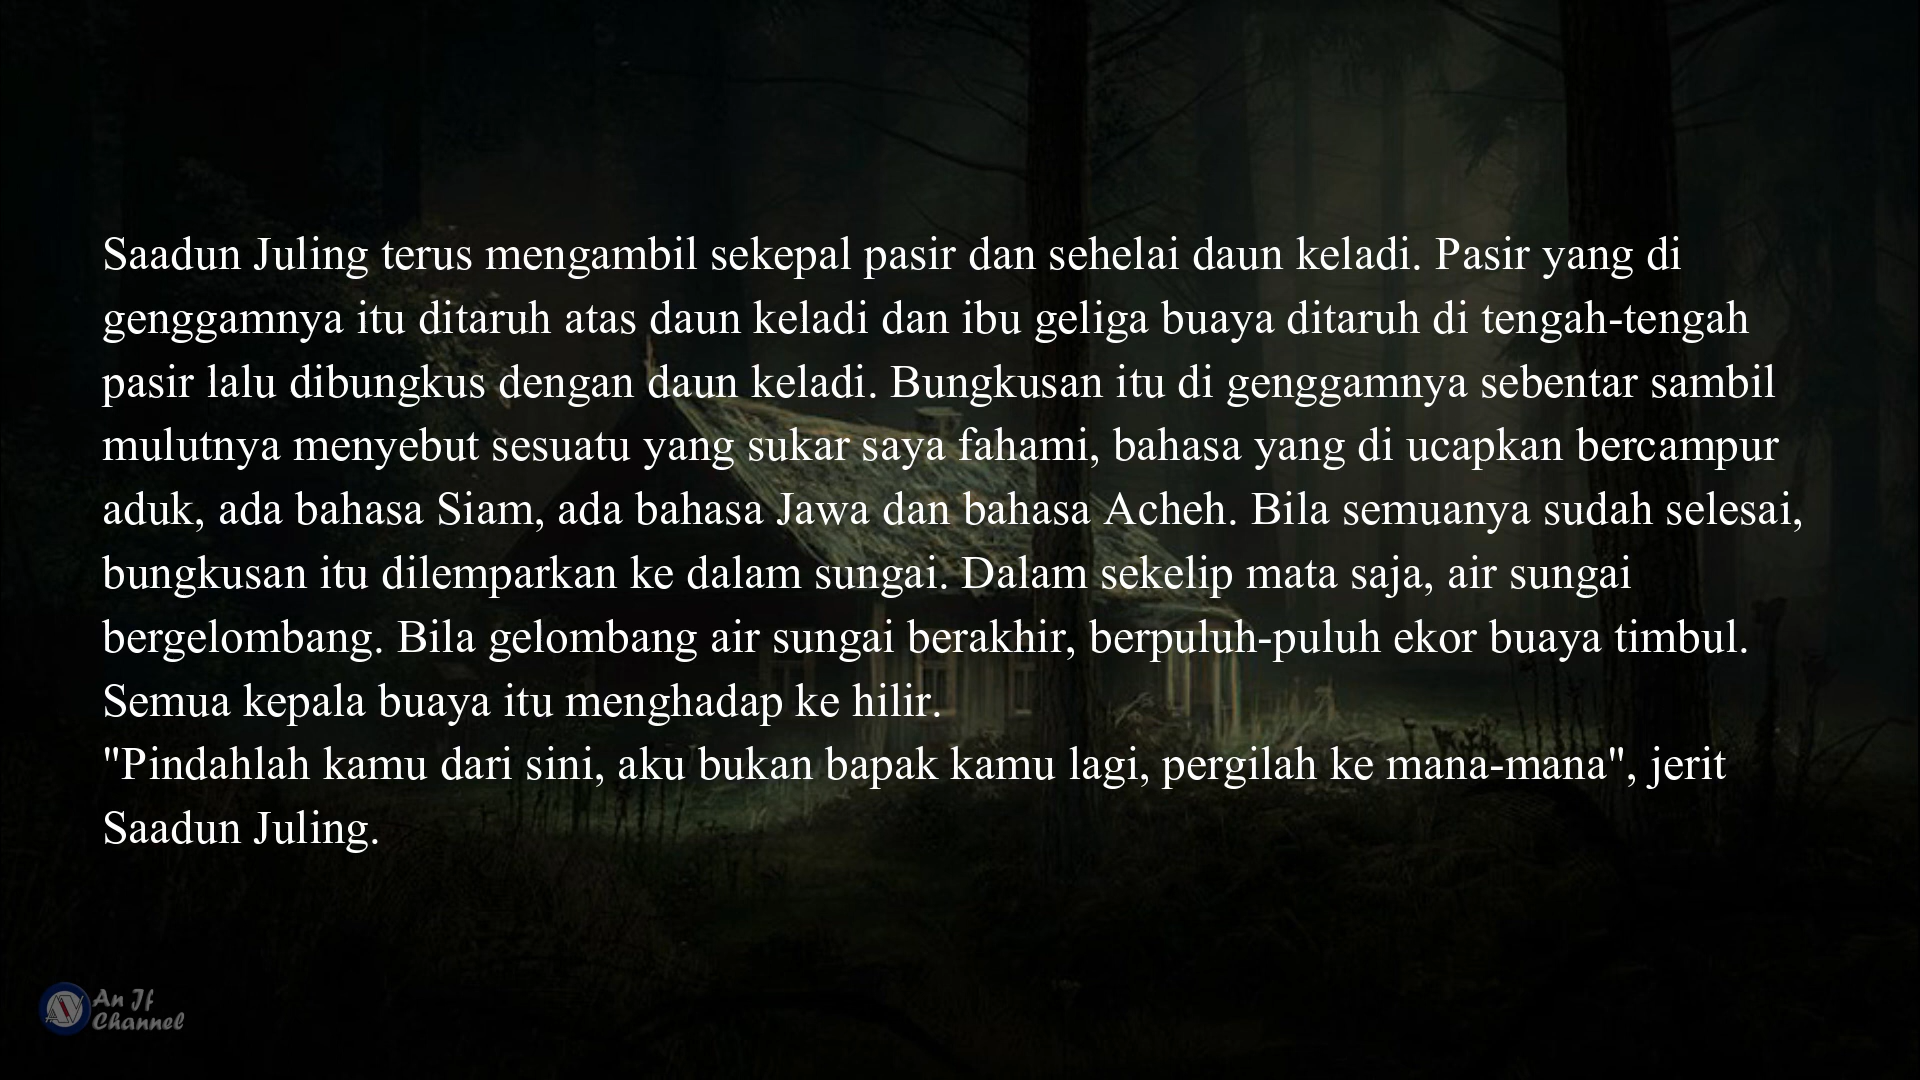 Saadun Juling terus mengambil sekepal pasir dan sehelai daun keladi. Pasir yang di
genggamnya itu ditaruh atas daun keladi dan ibu geliga buaya ditaruh di tengah-tengah
pasir lalu dibungkus dengan daun keladi. Bungkusan itu di genggamnya sebentar sambil
mulutnya menyebut sesuatu yang sukar saya fahami, bahasa yang di ucapkan bercampur
aduk, ada bahasa Siam, ada bahasa Jawa dan bahasa Acheh. Bila semuanya sudah selesai,
bungkusan itu dilemparkan ke dalam sungai. Dalam sekelip mata saja, air sungai
bergelombang. Bila gelombang air sungai berakhir, berpuluh-puluh ekor buaya timbul.
Semua kepala buaya itu menghadap ke hilir.
"Pindahlah kamu dari sini, aku bukan bapak kamu lagi, pergilah ke mana-mana", jerit
Saadun Juling.
An If
Channel